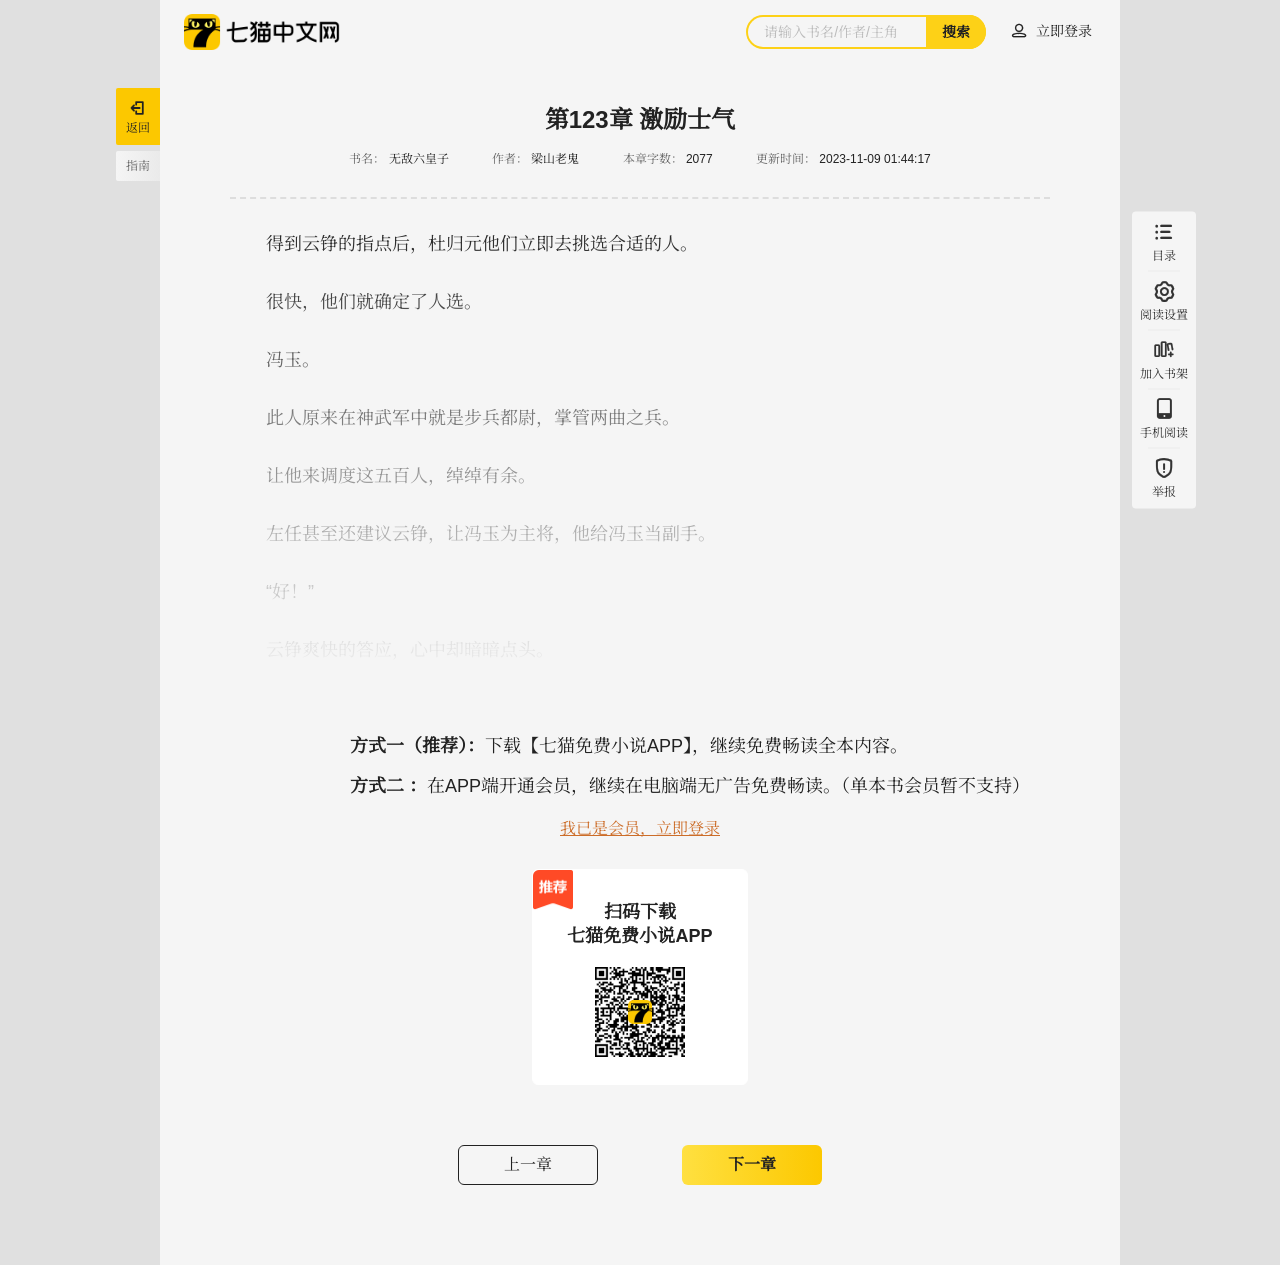 七猫中文网
请输入书名/作者/主角
搜索
立即登录
返回
指南
第123章 激励士气
书名： 无敌六皇子 作者： 梁山老鬼 本章字数： 2077 更新时间： 2023-11-09 01:44:17
得到云铮的指点后，杜归元他们立即去挑选合适的人。
很快，他们就确定了人选。
冯玉。
此人原来在神武军中就是步兵都尉，掌管两曲之兵。
让他来调度这五百人，绰绰有余。
左任甚至还建议云铮，让冯玉为主将，他给冯玉当副手。
“好！”
云铮爽快的答应，心中却暗暗点头。
目录
阅读设置
加入书架
手机阅读
举报
方式一（推荐）： 下载【七猫免费小说APP】，继续免费畅读全本内容。
方式二 ： 在APP端开通会员，继续在电脑端无广告免费畅读。（单本书会员暂不支持）
我已是会员，立即登录
推荐
扫码下载
七猫免费小说APP
上一章
下一章